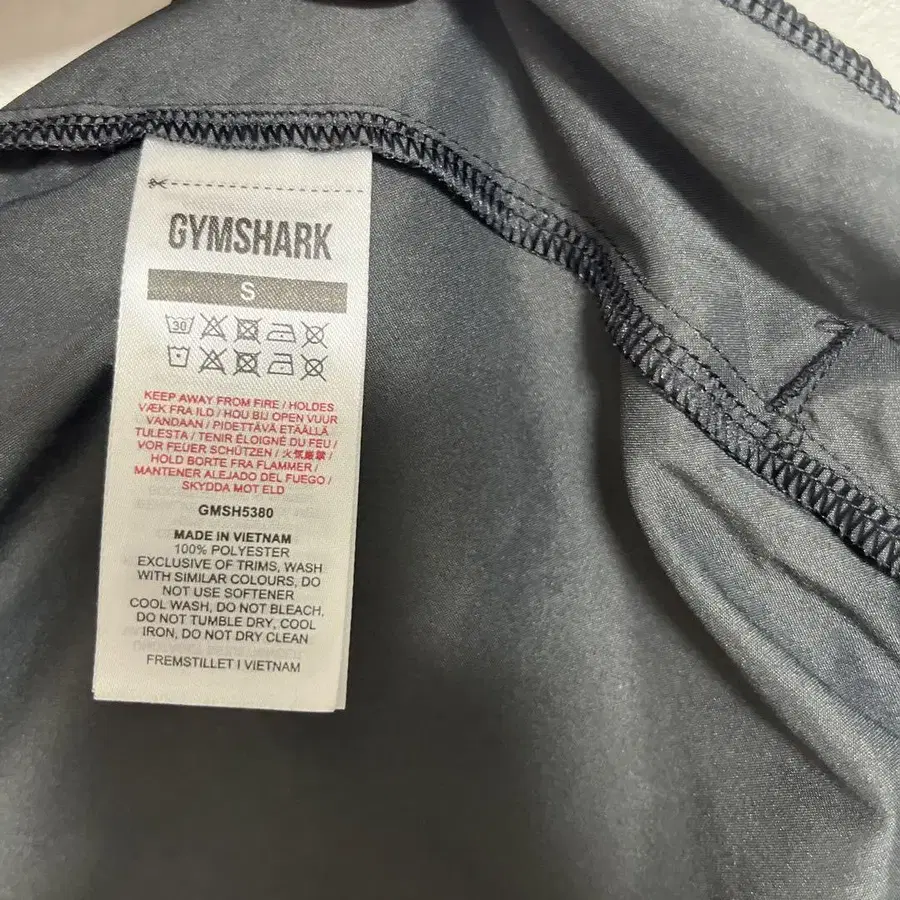 GYMSHARK
S
30
KEEP AWAY FROM FIRE / HOLDES
VÆK FRA ILD / HOU BIJ OPEN VUUR
VANDAAN / PIDETTÄVÄ ETÄÄLLÄ
TULESTA / TENIR ÉLOIGNÉ DU FEU /
VOR FEUER SCHÜTZEN / 火気厳禁 /
HOLD BORTE FRA FLAMMER /
MANTENER ALEJADO DEL FUEGO /
SKYDDA MOT ELD
GMSH5380
MADE IN VIETNAM
100% POLYESTER
EXCLUSIVE OF TRIMS, WASH
WITH SIMILAR COLOURS, DO
NOT USE SOFTENER
COOL WASH, DO NOT BLEACH,
DO NOT TUMBLE DRY, COOL
IRON, DO NOT DRY CLEAN
FREMSTILLET I VIETNAM